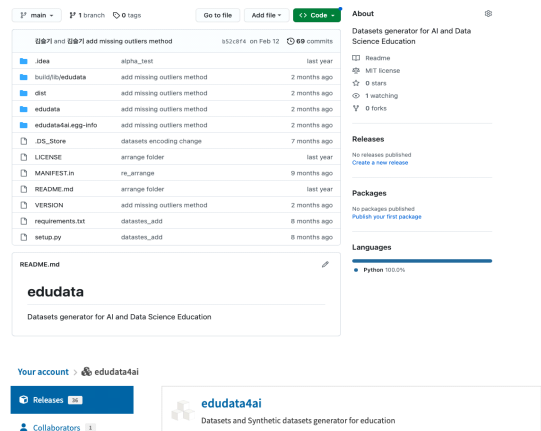 main
1 branch
0 tags
Go to file
Add file
Code
김슬기 and 김슬기 add missing outliers method
b52c8f4 on Feb 12
69 commits
.idea
alpha_test
last year
build/lib/edudata
add missing outliers method
2 months ago
dist
add missing outliers method
2 months ago
edudata
add missing outliers method
2 months ago
edudata4ai.egg-info
add missing outliers method
2 months ago
.DS_Store
datasets encoding change
7 months ago
LICENSE
arrange folder
last year
MANIFEST.in
re_arrange
9 months ago
README.md
arrange folder
last year
VERSION
add missing outliers method
2 months ago
requirements.txt
datastes_add
8 months ago
setup.py
datastes_add
8 months ago
README.md
edudata
Datasets generator for AI and Data Science Education
About
Datasets generator for AI and Data
Science Education
Readme
MIT license
0 stars
1 watching
0 forks
Releases
No releases published
Create a new release
Packages
No packages published
Publish your first package
Languages
Python 100.0%
Your account > edudata4ai
Releases 36
Collaborators 1
edudata4ai
Datasets and Synthetic datasets generator for education